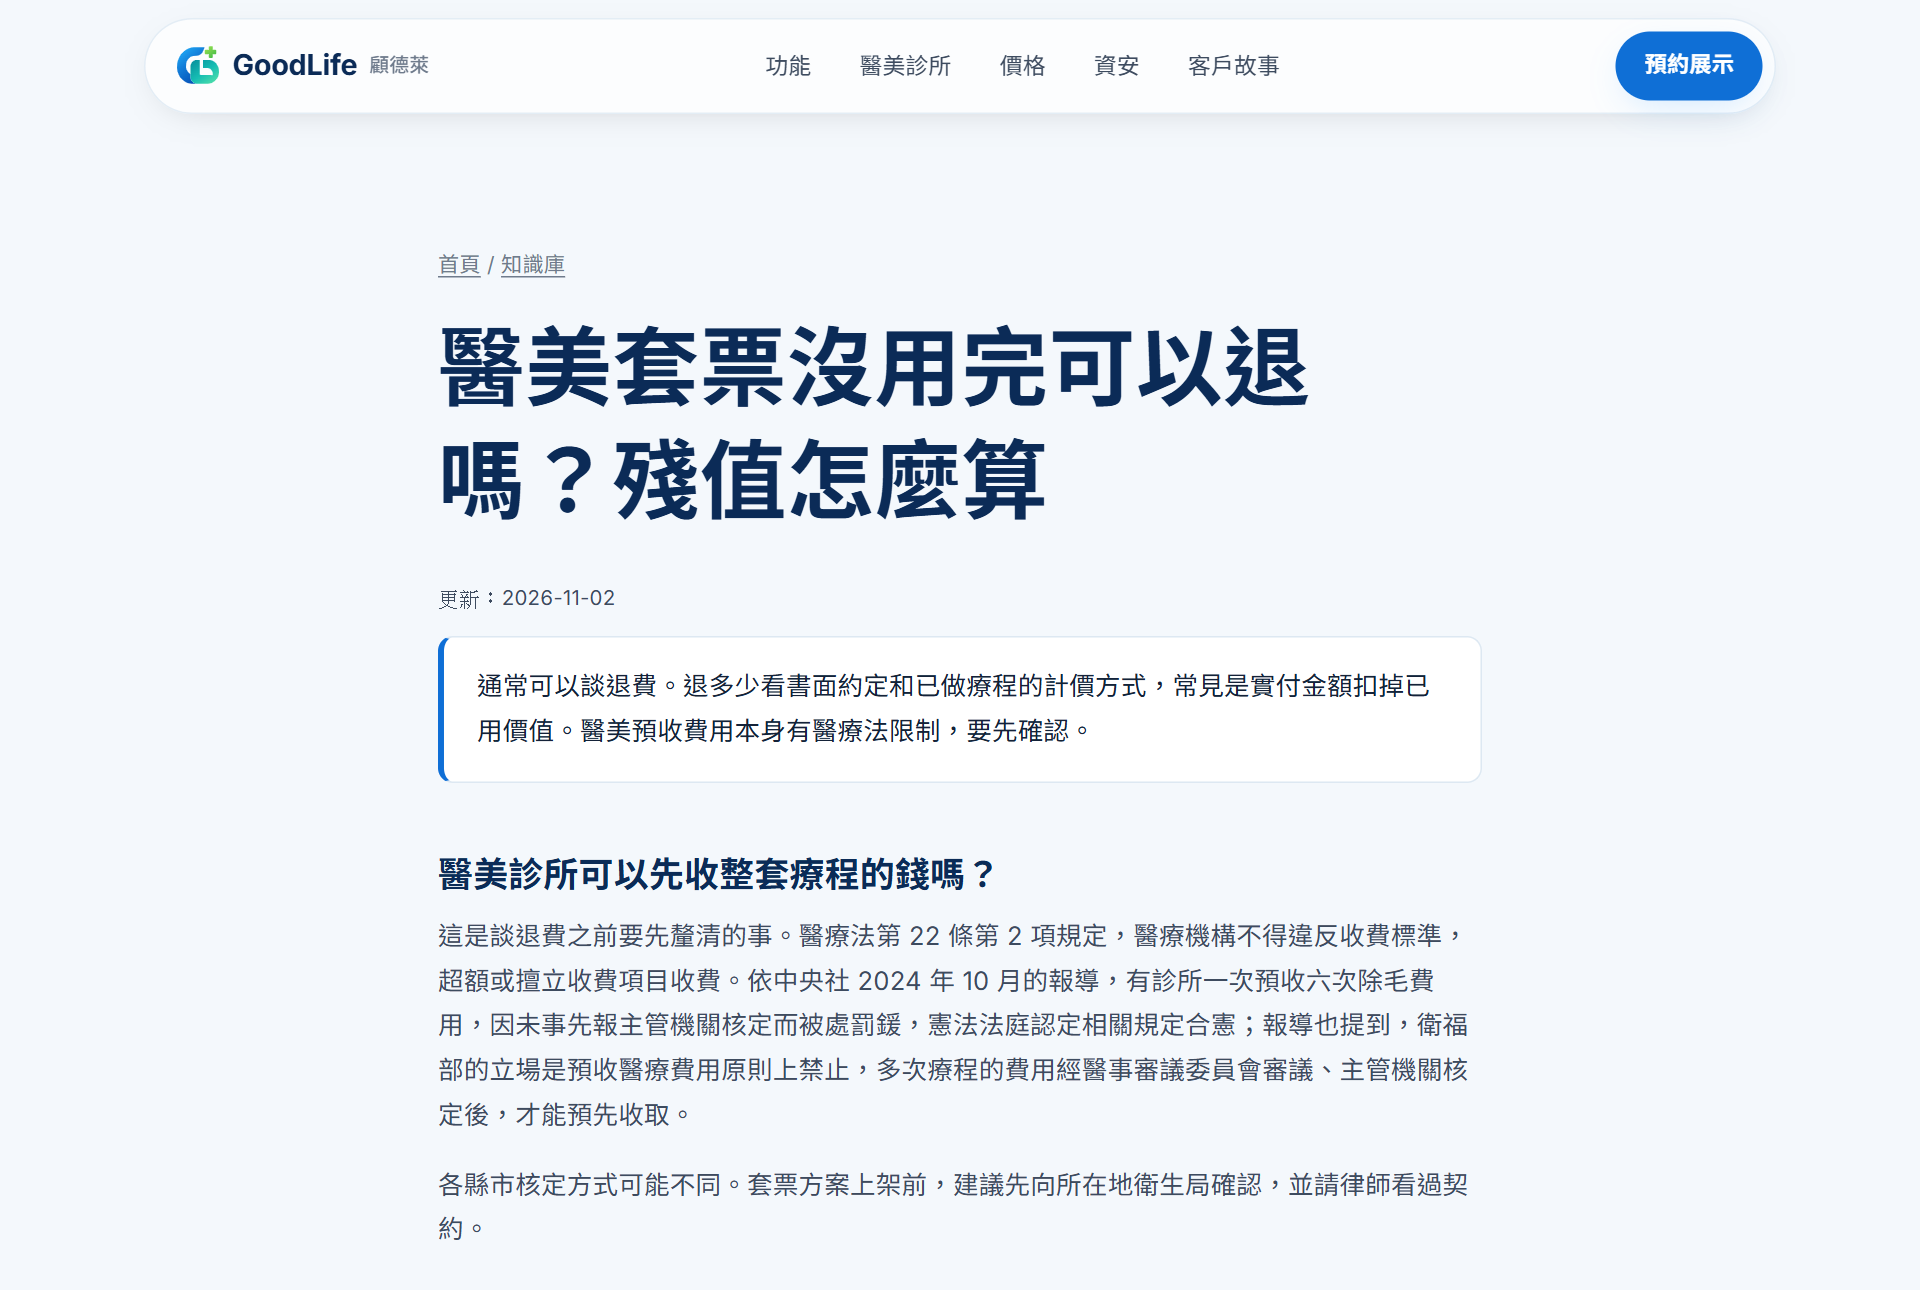 GoodLife 顧德萊
功能 醫美診所 價格 資安 客戶故事
預約展示
首頁 / 知識庫
醫美套票沒用完可以退
嗎？殘值怎麼算
更新：2026-11-02
通常可以談退費。退多少看書面約定和已做療程的計價方式，常見是實付金額扣掉已
用價值。醫美預收費用本身有醫療法限制，要先確認。
醫美診所可以先收整套療程的錢嗎？
這是談退費之前要先釐清的事。醫療法第 22 條第 2 項規定，醫療機構不得違反收費標準，
超額或擅立收費項目收費。依中央社 2024 年 10 月的報導，有診所一次預收六次除毛費
用，因未事先報主管機關核定而被處罰鍰，憲法法庭認定相關規定合憲；報導也提到，衛福
部的立場是預收醫療費用原則上禁止，多次療程的費用經醫事審議委員會審議、主管機關核
定後，才能預先收取。
各縣市核定方式可能不同。套票方案上架前，建議先向所在地衛生局確認，並請律師看過契
約。